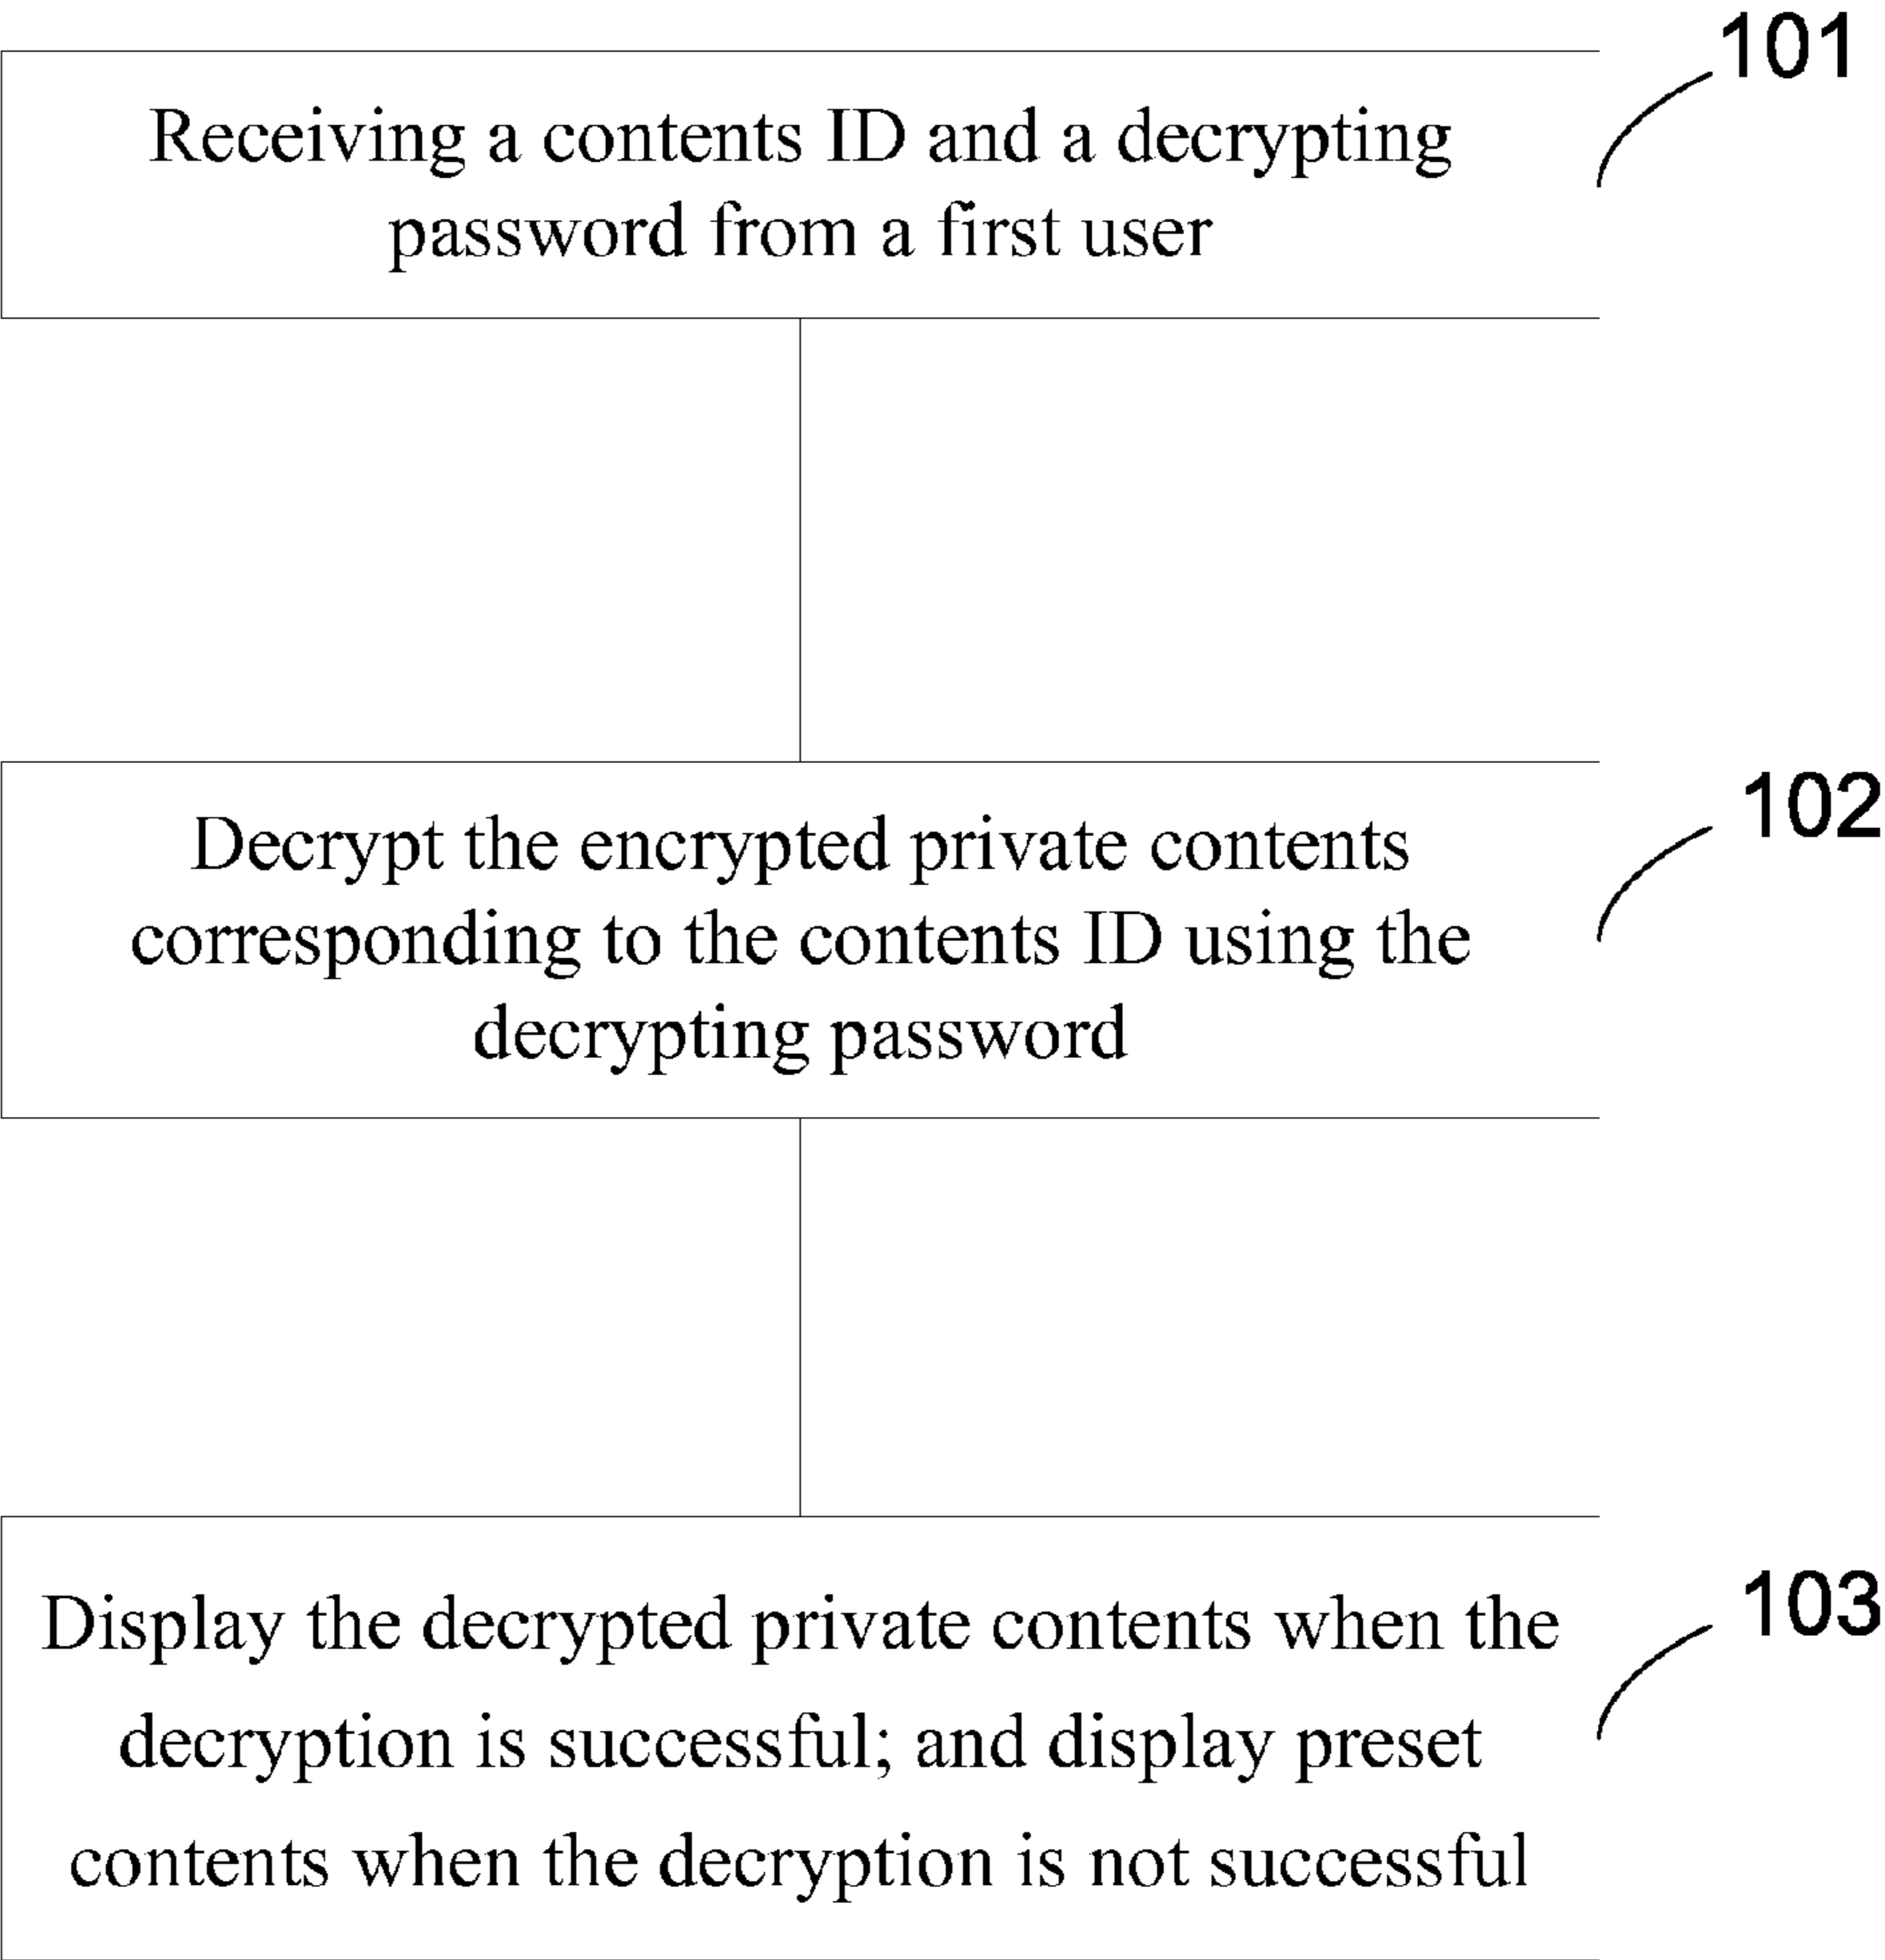 101
Receiving a contents ID and a decrypting
password from a first user
102
Decrypt the encrypted private contents
corresponding to the contents ID using the
decrypting password
103
Display the decrypted private contents when the
decryption is successful; and display preset
contents when the decryption is not successful